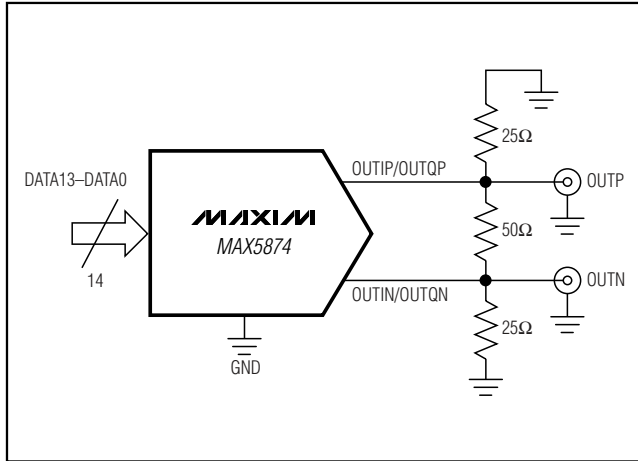 25Ω
OUTIP/OUTQP
DATA13–DATA0
OUTP
MAXIM
MAX5874
50Ω
14
OUTIN/OUTQN
OUTN
25Ω
GND